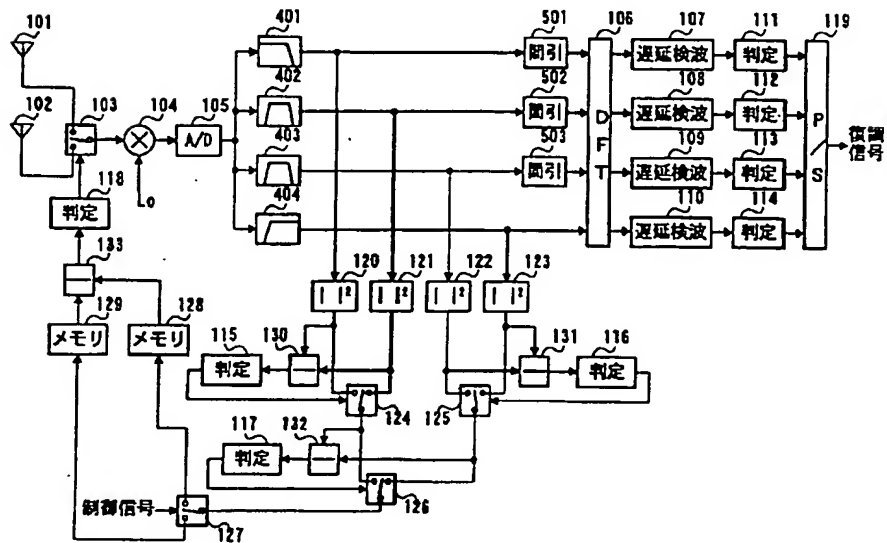 101
102
103
104
LO
105
A/D
401
402
403
404
501
間引
502
間引
503
間引
106
D
F
T
107
遅延検波
108
遅延検波
109
遅延検波
110
遅延検波
111
判定
112
判定
113
判定
114
判定
119
P
S
復調
信号
118
判定
133
129
メモリ
128
メモリ
120
| |²
121
| |²
122
| |²
123
| |²
115
判定
130
131
116
判定
124
125
117
判定
132
126
制御信号
127